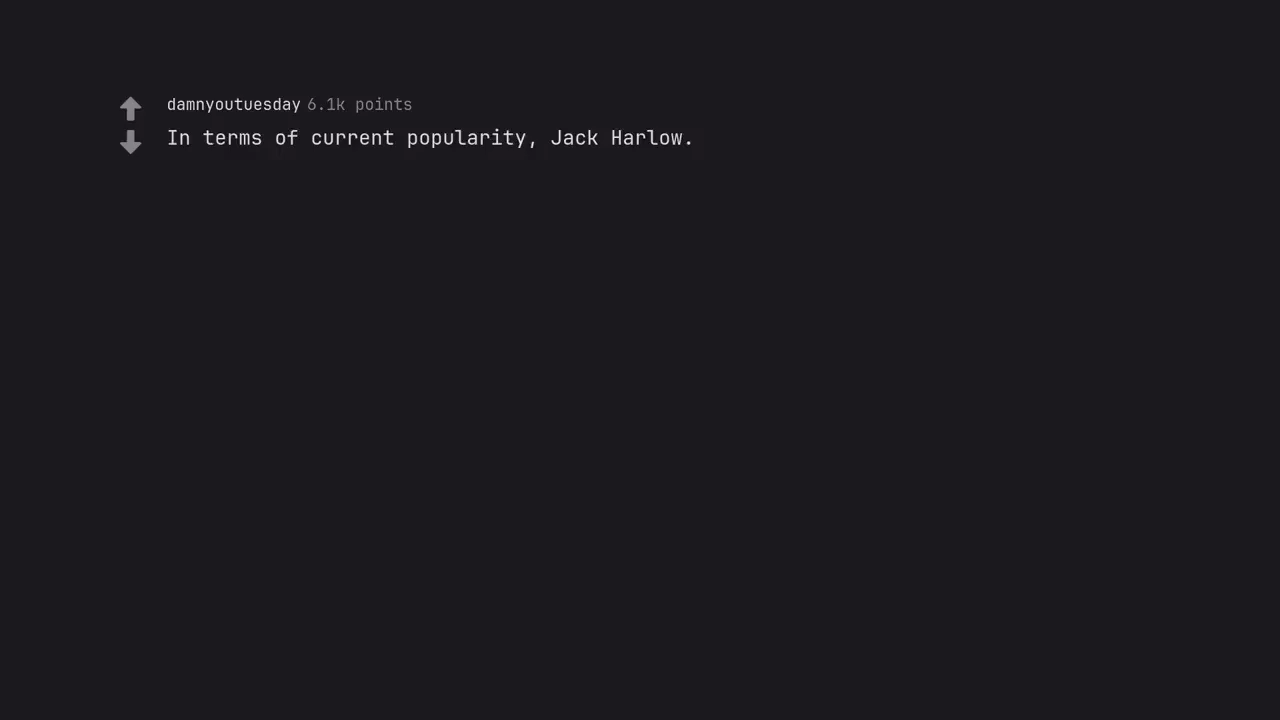 damnyoutuesday 6.1k points
In terms of current popularity, Jack Harlow.